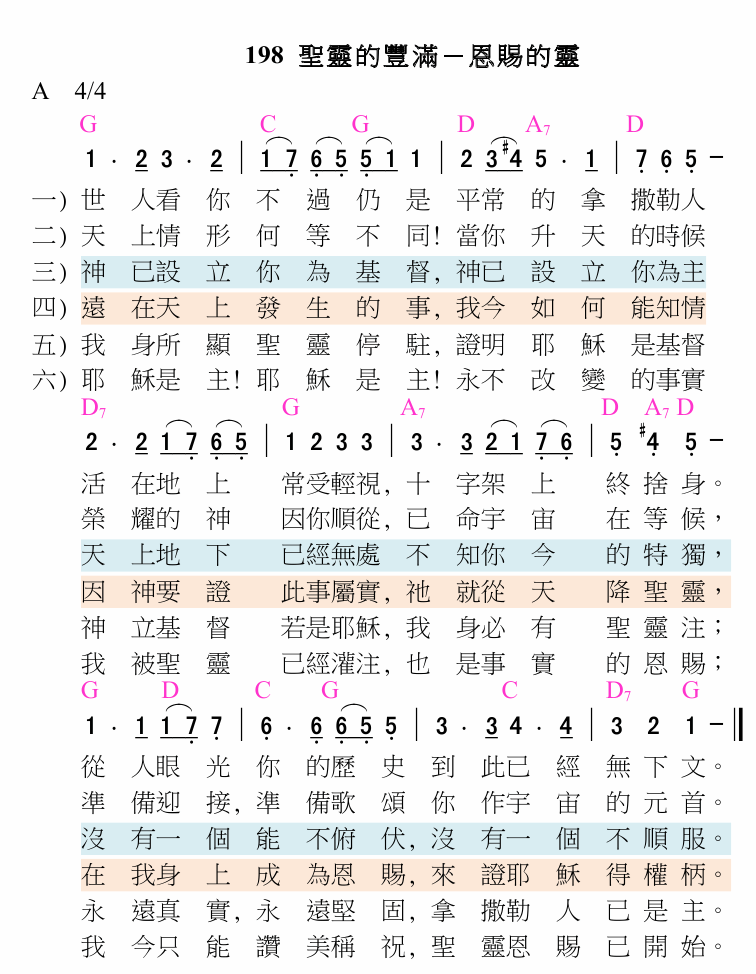 198 聖靈的豐滿－恩賜的靈
A 4/4
G C G D A7 D
1 · 2 3 · 2 | 1 7 6 5 5 1 1 | 2 3 #4 5 · 1 | 7 6 5 －
一) 世 人看 你 不 過 仍 是 平常 的 拿 撒勒人
二) 天 上情 形 何 等 不 同! 當你 升 天 的時候
三) 神 已設 立 你 為 基 督, 神已 設 立 你為主
四) 遠 在天 上 發 生 的 事, 我今 如 何 能知情
五) 我 身所 顯 聖 靈 停 駐, 證明 耶 穌 是基督
六) 耶 穌是 主! 耶 穌 是 主! 永不 改 變 的事實
D7 G A7 D A7 D
2 · 2 1 7 6 5 | 1 2 3 3 | 3 · 3 2 1 7 6 | 5 #4 5 －
活 在地 上 常受輕視, 十 字架 上 終 捨 身。
榮 耀的 神 因你順從, 已 命宇 宙 在 等 候，
天 上地 下 已經無處 不 知你 今 的 特 獨，
因 神要 證 此事屬實, 祂 就從 天 降 聖 靈，
神 立基 督 若是耶穌, 我 身必 有 聖 靈 注；
我 被聖 靈 已經灌注, 也 是事 實 的 恩 賜；
G D C G C D7 G
1 · 1 1 7 7 | 6 · 6 6 5 5 | 3 · 3 4 · 4 | 3 2 1 － ‖
從 人眼 光 你 的歷 史 到 此已 經 無 下 文。
準 備迎 接, 準 備歌 頌 你 作宇 宙 的 元 首。
沒 有一 個 能 不俯 伏, 沒 有一 個 不 順 服。
在 我身 上 成 為恩 賜, 來 證耶 穌 得 權 柄。
永 遠真 實, 永 遠堅 固, 拿 撒勒 人 已 是 主。
我 今只 能 讚 美稱 祝, 聖 靈恩 賜 已 開 始。